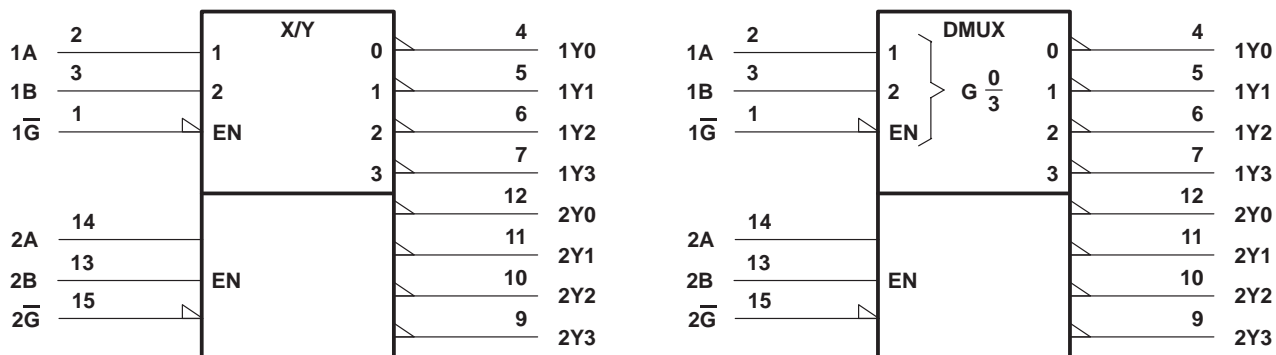 X/Y
1A 2 1 0 4 1Y0
1B 3 2 1 5 1Y1
1G̅ 1 EN 2 6 1Y2
3 7 1Y3
12 2Y0
2A 14 11 2Y1
2B 13 EN 10 2Y2
2G̅ 15 9 2Y3
DMUX
1A 2 1 0 4 1Y0
1B 3 2 G 0/3 1 5 1Y1
1G̅ 1 EN 2 6 1Y2
3 7 1Y3
12 2Y0
2A 14 11 2Y1
2B 13 EN 10 2Y2
2G̅ 15 9 2Y3